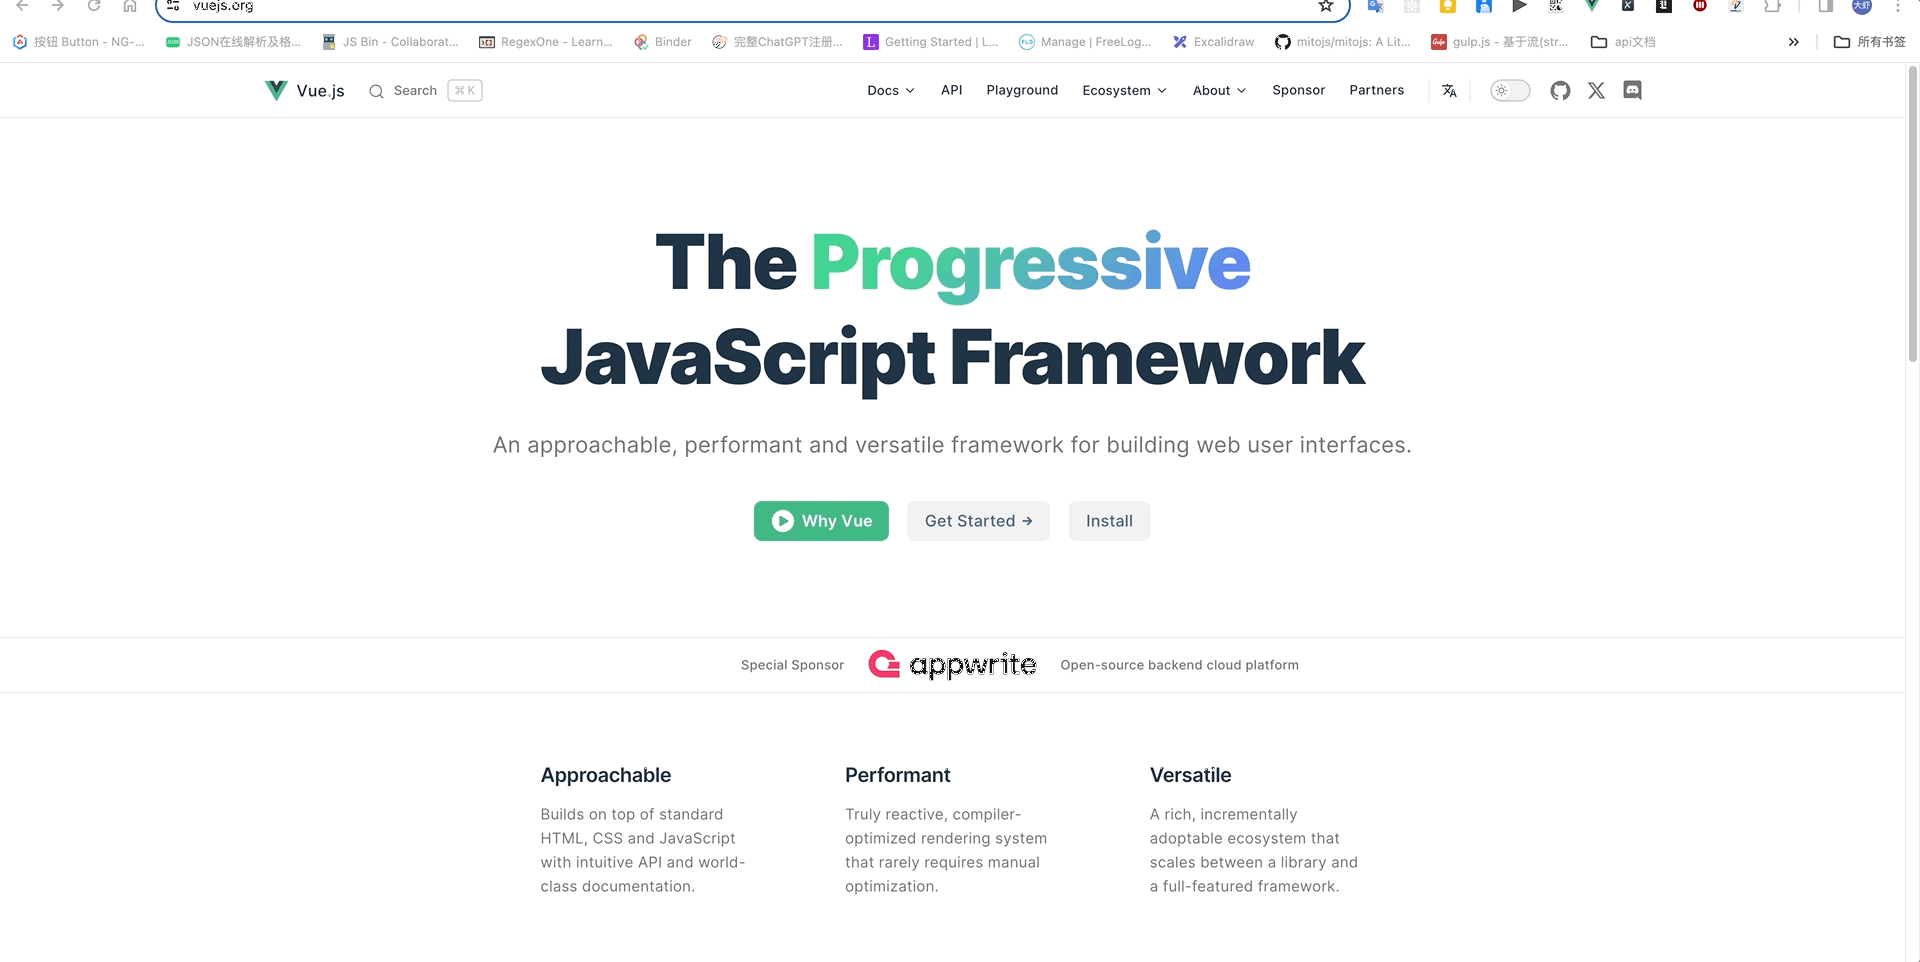 vuejs.org
大虾
按钮 Button - NG-...
JSON在线解析及格...
JS Bin - Collaborat...
RegexOne - Learn...
Binder
完整ChatGPT注册...
Getting Started | L...
Manage | FreeLog...
Excalidraw
mitojs/mitojs: A Lit...
gulp.js - 基于流(str...
api文档
所有书签
Vue.js
Search
⌘ K
Docs
API
Playground
Ecosystem
About
Sponsor
Partners
The Progressive
JavaScript Framework
An approachable, performant and versatile framework for building web user interfaces.
Why Vue
Get Started →
Install
Special Sponsor
appwrite
Open-source backend cloud platform
Approachable
Builds on top of standard
HTML, CSS and JavaScript
with intuitive API and world-
class documentation.
Performant
Truly reactive, compiler-
optimized rendering system
that rarely requires manual
optimization.
Versatile
A rich, incrementally
adoptable ecosystem that
scales between a library and
a full-featured framework.